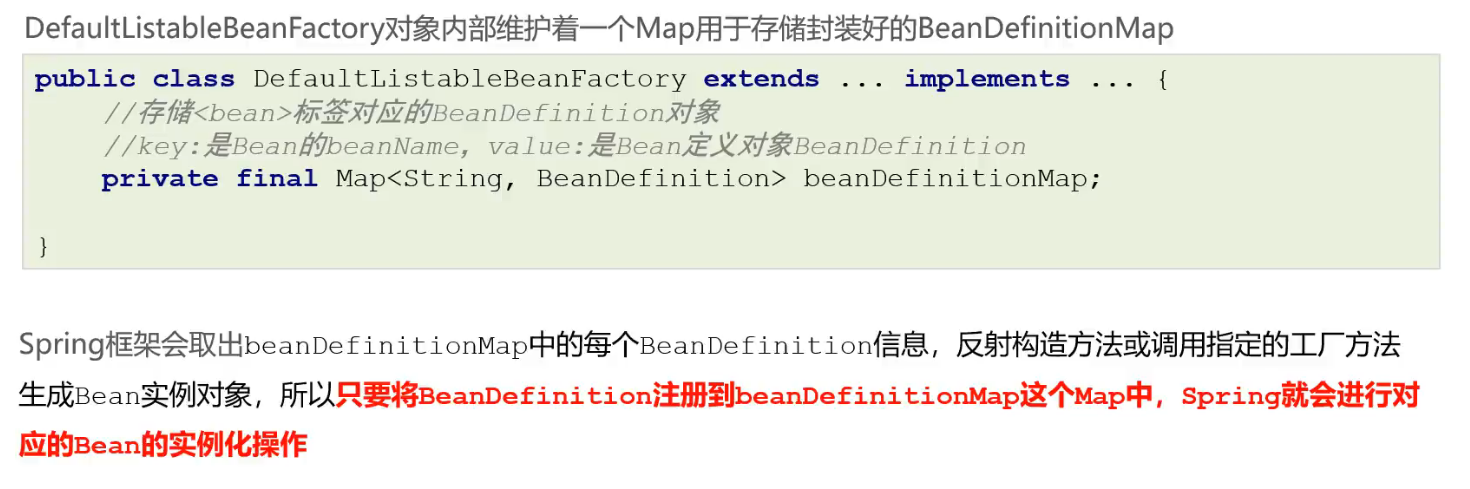 DefaultListableBeanFactory对象内部维护着一个Map用于存储封装好的BeanDefinitionMap
public class DefaultListableBeanFactory extends ... implements ... {
//存储<bean>标签对应的BeanDefinition对象
//key:是Bean的beanName，value:是Bean定义对象BeanDefinition
private final Map<String, BeanDefinition> beanDefinitionMap;
}
Spring框架会取出beanDefinitionMap中的每个BeanDefinition信息，反射构造方法或调用指定的工厂方法
生成Bean实例对象，所以只要将BeanDefinition注册到beanDefinitionMap这个Map中，Spring就会进行对
应的Bean的实例化操作